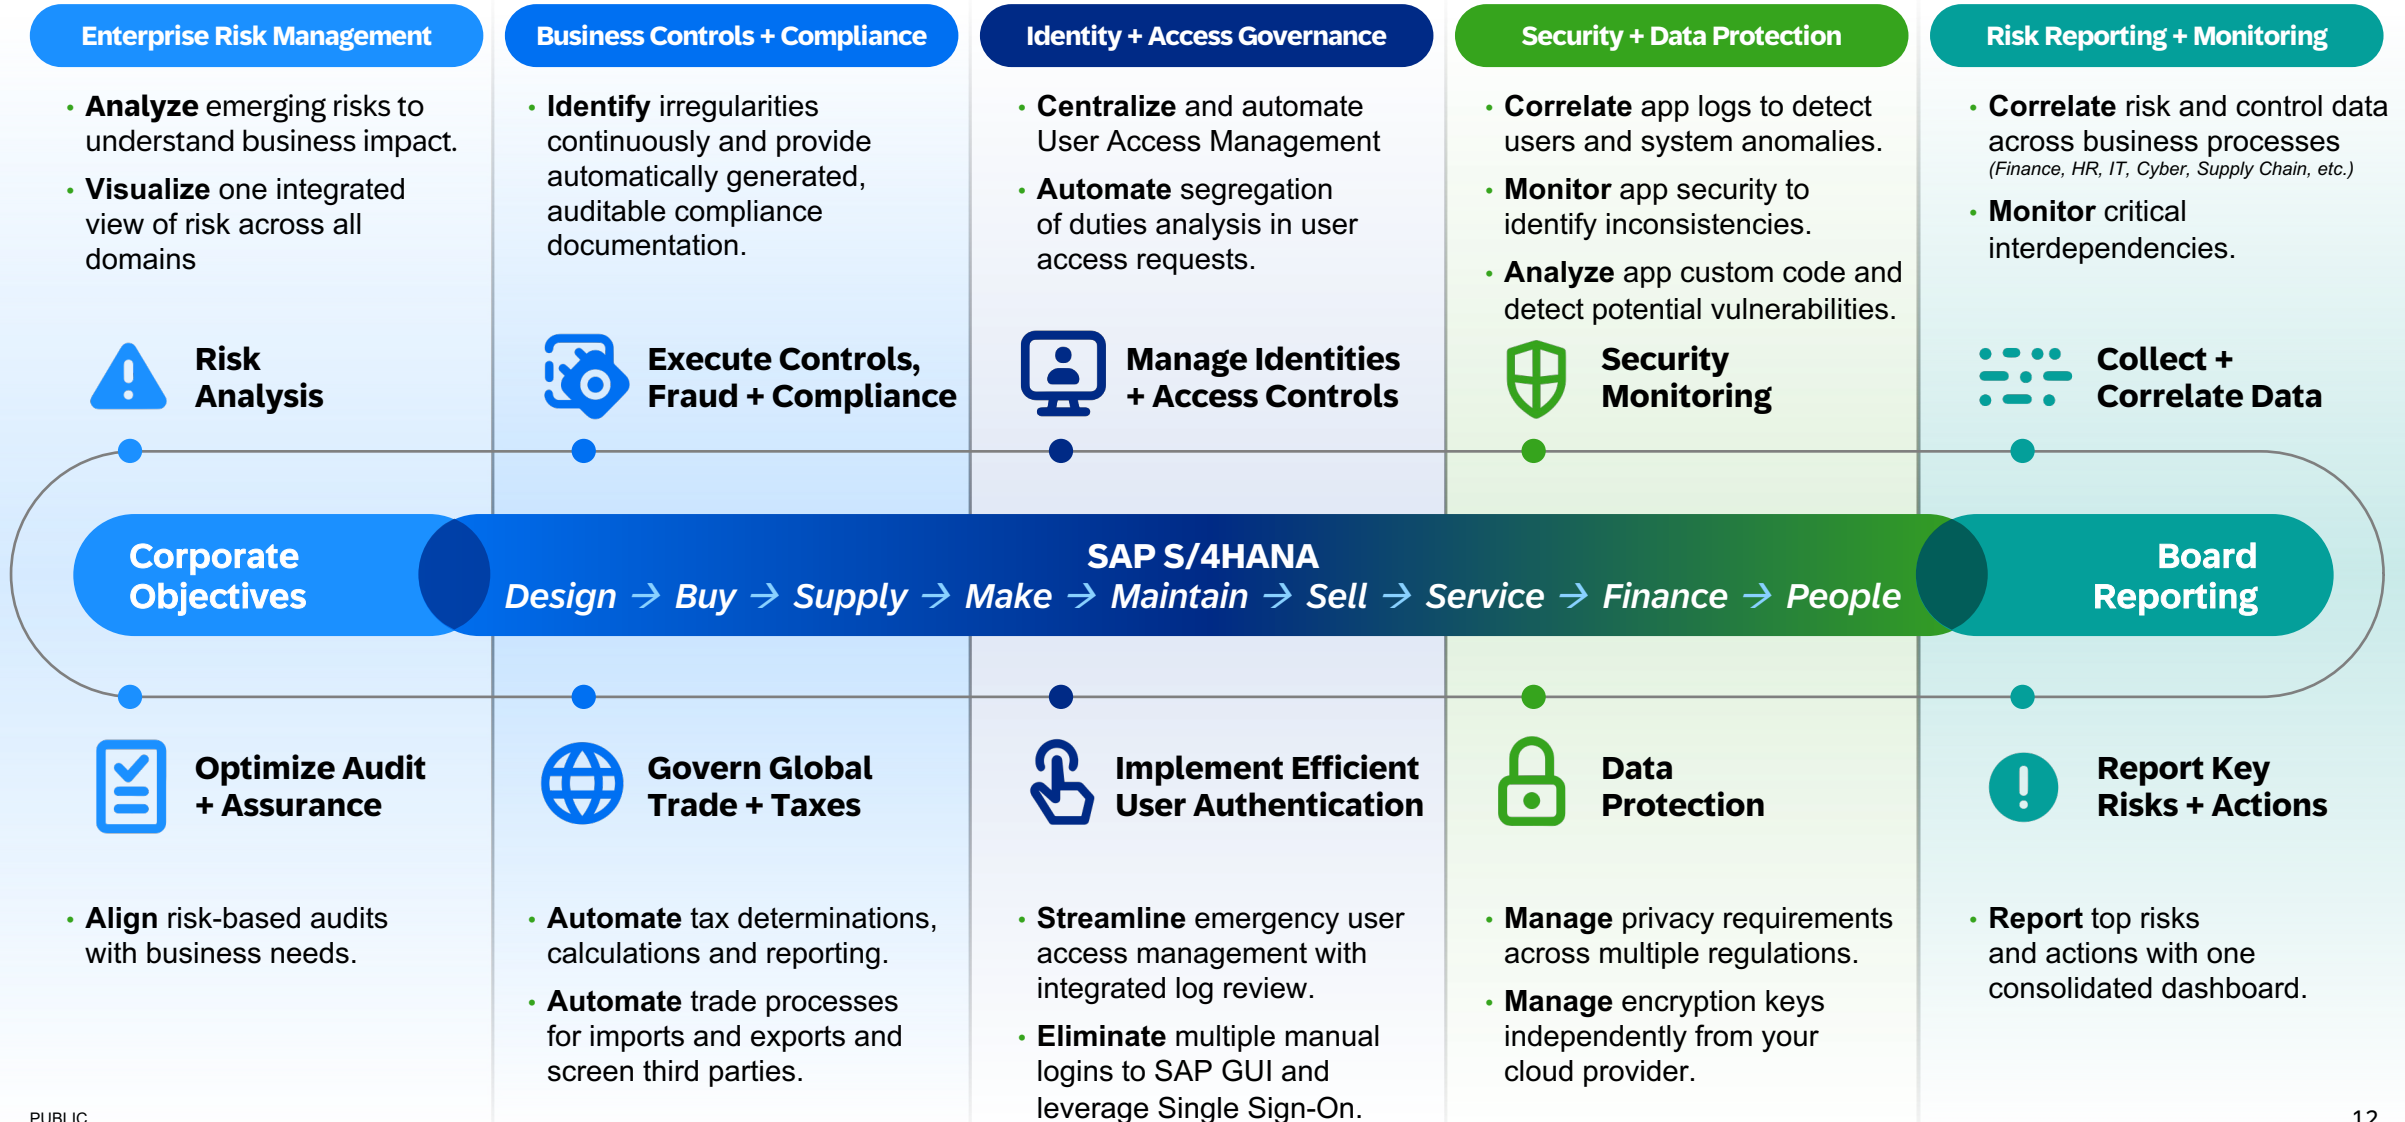 Enterprise Risk Management
Business Controls + Compliance
Identity + Access Governance
Security + Data Protection
Risk Reporting + Monitoring
• Analyze emerging risks to
understand business impact.
• Visualize one integrated
view of risk across all
domains
• Identify irregularities
continuously and provide
automatically generated,
auditable compliance
documentation.
• Centralize and automate
User Access Management
• Automate segregation
of duties analysis in user
access requests.
• Correlate app logs to detect
users and system anomalies.
• Monitor app security to
identify inconsistencies.
• Analyze app custom code and
detect potential vulnerabilities.
• Correlate risk and control data
across business processes
(Finance, HR, IT, Cyber, Supply Chain, etc.)
• Monitor critical
interdependencies.
Risk
Analysis
Execute Controls,
Fraud + Compliance
Manage Identities
+ Access Controls
Security
Monitoring
Collect +
Correlate Data
Corporate
Objectives
SAP S/4HANA
Design → Buy → Supply → Make → Maintain → Sell → Service → Finance → People
Board
Reporting
Optimize Audit
+ Assurance
Govern Global
Trade + Taxes
Implement Efficient
User Authentication
Data
Protection
Report Key
Risks + Actions
• Align risk-based audits
with business needs.
• Automate tax determinations,
calculations and reporting.
• Automate trade processes
for imports and exports and
screen third parties.
• Streamline emergency user
access management with
integrated log review.
• Eliminate multiple manual
logins to SAP GUI and
leverage Single Sign-On.
• Manage privacy requirements
across multiple regulations.
• Manage encryption keys
independently from your
cloud provider.
• Report top risks
and actions with one
consolidated dashboard.
PUBLIC
12